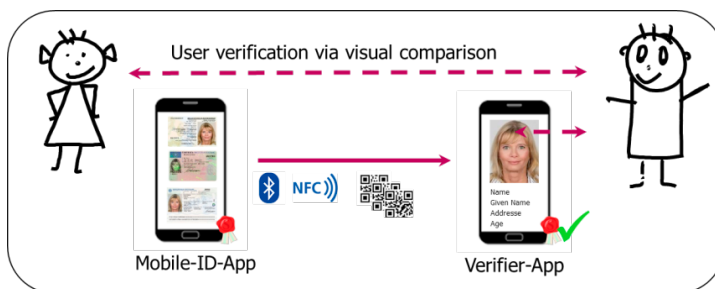 User verification via visual comparison
NFC
Name
Given Name
Addresse
Age
Mobile-ID-App
Verifier-App